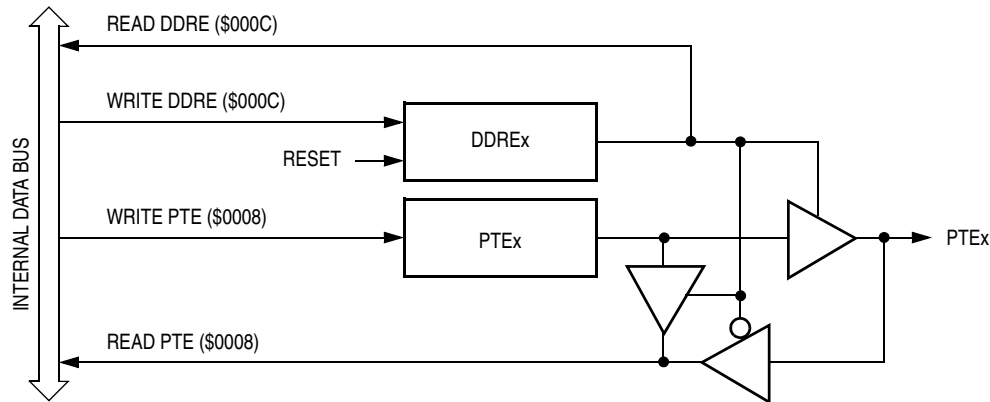 READ DDRE ($000C)
WRITE DDRE ($000C)
DDREx
RESET
WRITE PTE ($0008)
PTEx
PTEx
READ PTE ($0008)
INTERNAL DATA BUS